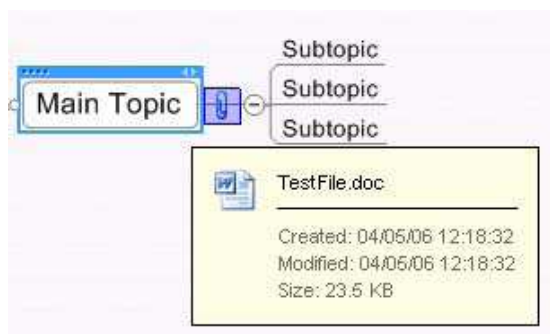 Subtopic
Main Topic
Subtopic
Subtopic
TestFile.doc
Created: 04/05/06 12:18:32
Modified: 04/05/06 12:18:32
Size: 23.5 KB